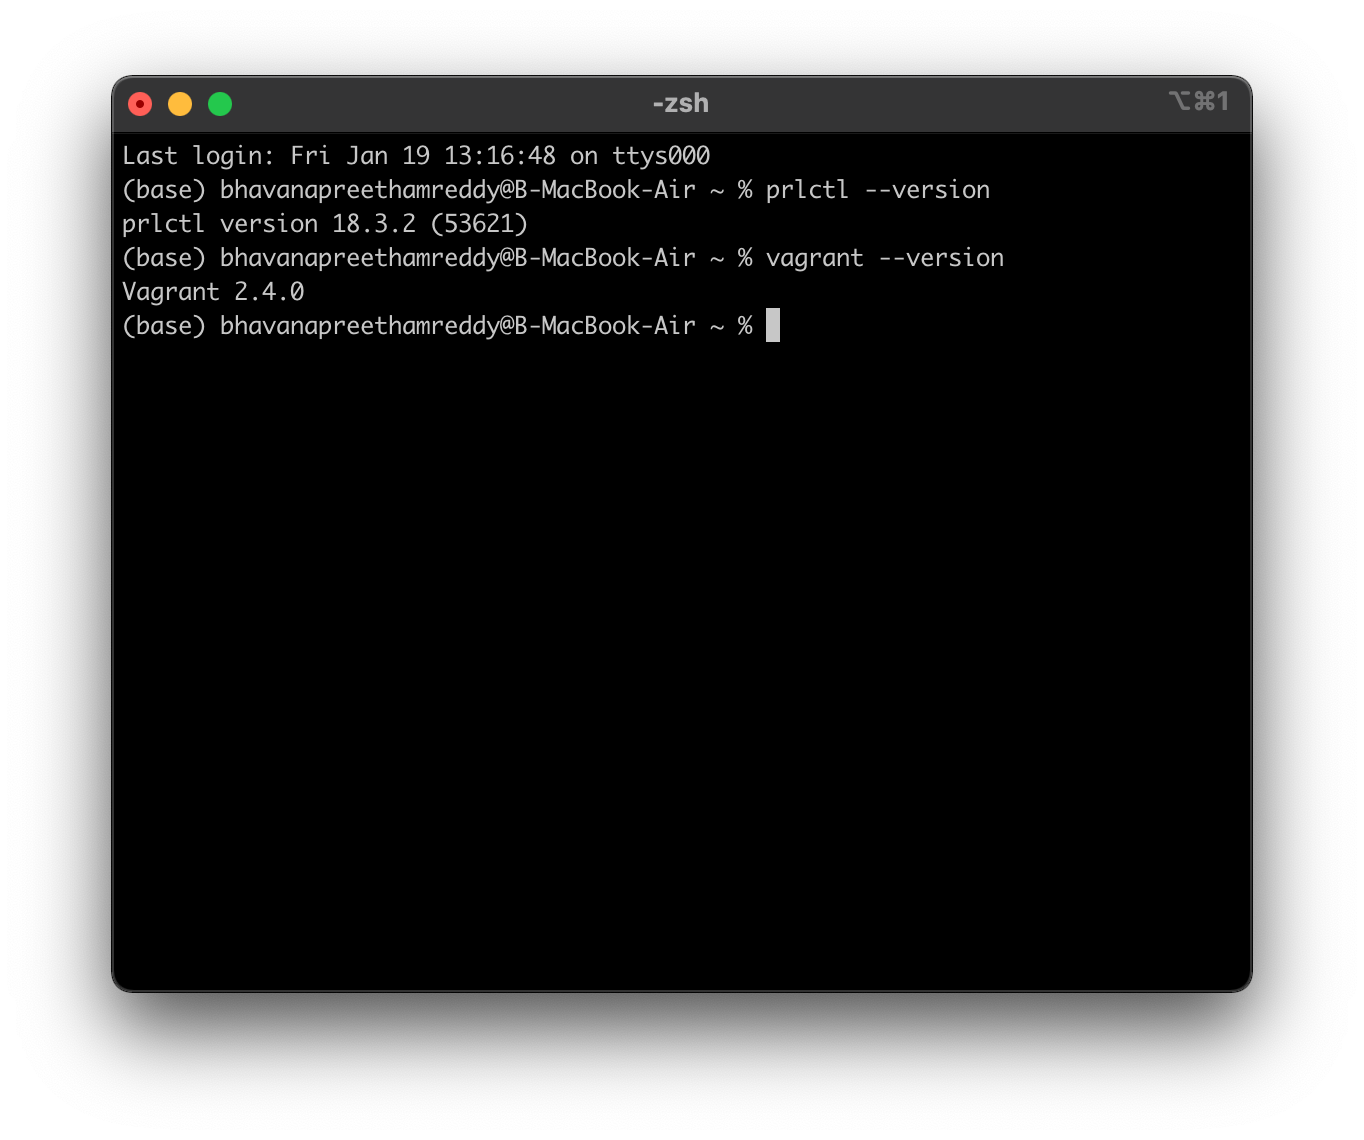 -zsh
⌥⌘1
Last login: Fri Jan 19 13:16:48 on ttys000
(base) bhavanapreethamreddy@B-MacBook-Air ~ % prlctl --version
prlctl version 18.3.2 (53621)
(base) bhavanapreethamreddy@B-MacBook-Air ~ % vagrant --version
Vagrant 2.4.0
(base) bhavanapreethamreddy@B-MacBook-Air ~ %